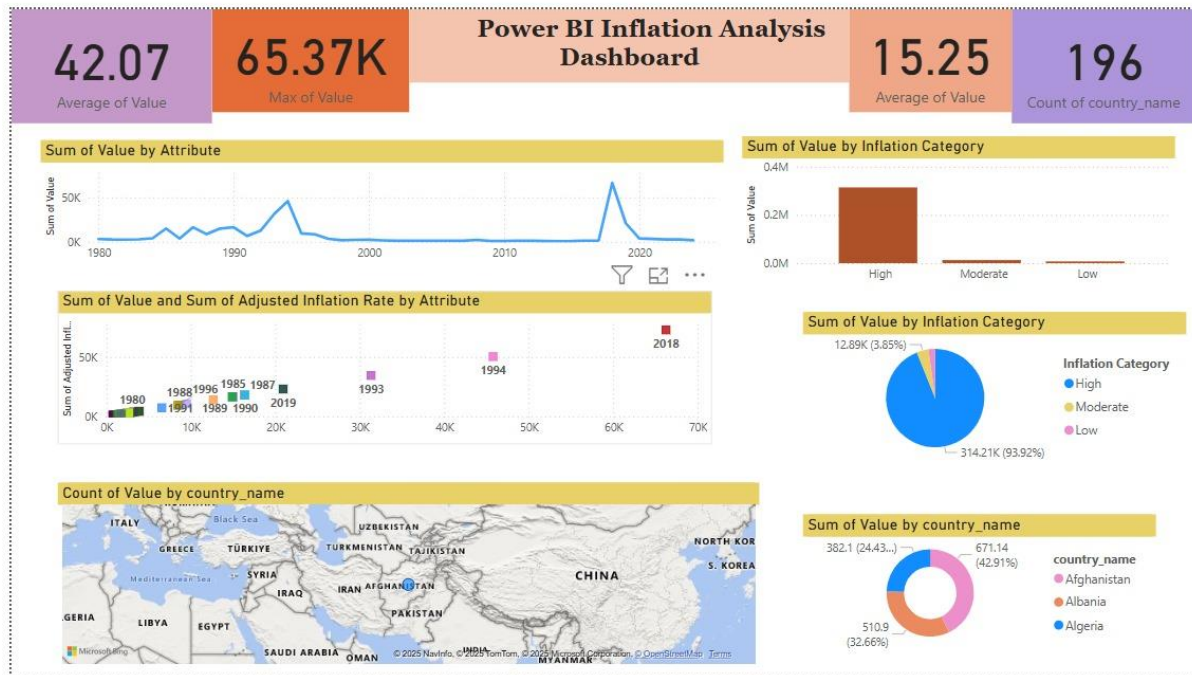 42.07
Average of Value
65.37K
Max of Value
Power BI Inflation Analysis
Dashboard
15.25
Average of Value
196
Count of country_name
Sum of Value by Attribute
Sum of Value
50K
0K
1980
1990
2000
2010
2020
Sum of Value by Inflation Category
Sum of Value
0.4M
0.2M
0.0M
High
Moderate
Low
Sum of Value and Sum of Adjusted Inflation Rate by Attribute
Sum of Adjusted Infl...
50K
0K
1980
1988
1991
1996
1989
1985
1990
1987
2019
1993
1994
2018
0K
10K
20K
30K
40K
50K
60K
70K
Sum of Value by Inflation Category
12.89K (3.85%)
314.21K (93.92%)
Inflation Category
High
Moderate
Low
Count of Value by country_name
ITALY
Black Sea
GREECE
TÜRKIYE
UZBEKISTAN
TURKMENISTAN
TAJIKISTAN
NORTH KOR
S. KOREA
CHINA
Mediterranean Sea
SYRIA
IRAQ
IRAN
AFGHANISTAN
PAKISTAN
GERIA
LIBYA
EGYPT
SAUDI ARABIA
OMAN
INDIA
MYANMAR
Microsoft Bing
© 2025 NavInfo, © 2025 TomTom, © 2025 Microsoft Corporation, © OpenStreetMap Terms
Sum of Value by country_name
382.1 (24.43...)
671.14
(42.91%)
510.9
(32.66%)
country_name
Afghanistan
Albania
Algeria